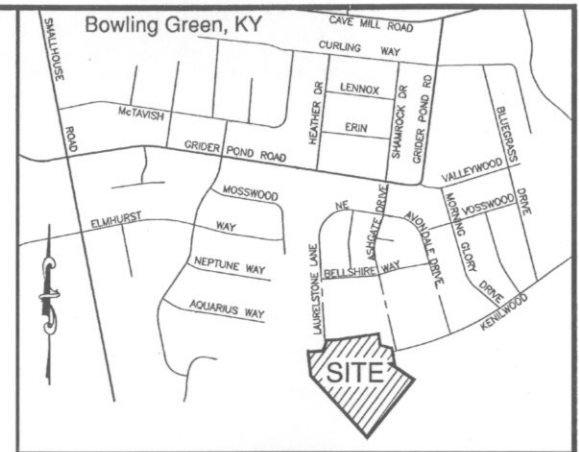 Bowling Green, KY
CAVE MILL ROAD
SMALLHOUSE
ROAD
CURLING WAY
LENNOX
HEATHER DR
SHAMROCK DR
GRIDER POND RD
McTAVISH
ERIN
BLUEGRASS
DRIVE
GRIDER POND ROAD
VALLEYWOOD
MOSSWOOD
VOSSWOOD
NE
ASHGATE DRIVE
AVONDALE DRIVE
MORNING GLORY
DRIVE
ELMHURST
WAY
LAURELSTONE LANE
BELLSHIRE WAY
NEPTUNE WAY
KENILWOOD
AQUARIUS WAY
SITE